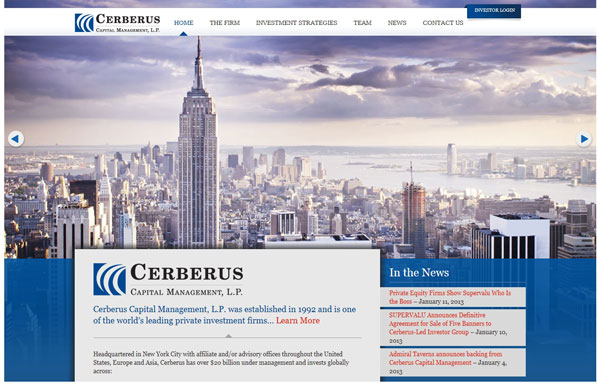 INVESTOR LOGIN
CERBERUS
CAPITAL MANAGEMENT, L.P.
HOME THE FIRM INVESTMENT STRATEGIES TEAM NEWS CONTACT US
CERBERUS
CAPITAL MANAGEMENT, L.P.
Cerberus Capital Management, L.P. was established in 1992 and is one
of the world's leading private investment firms... Learn More
Headquartered in New York City with affiliate and/or advisory offices throughout the United
States, Europe and Asia, Cerberus has over $20 billion under management and invests globally
across:
In the News
Private Equity Firms Show Supervalu Who Is
the Boss – January 11, 2013
SUPERVALU Announces Definitive
Agreement for Sale of Five Banners to
Cerberus-Led Investor Group – January 10,
2013
Admiral Taverns announces backing from
Cerberus Capital Management – January 4,
2013